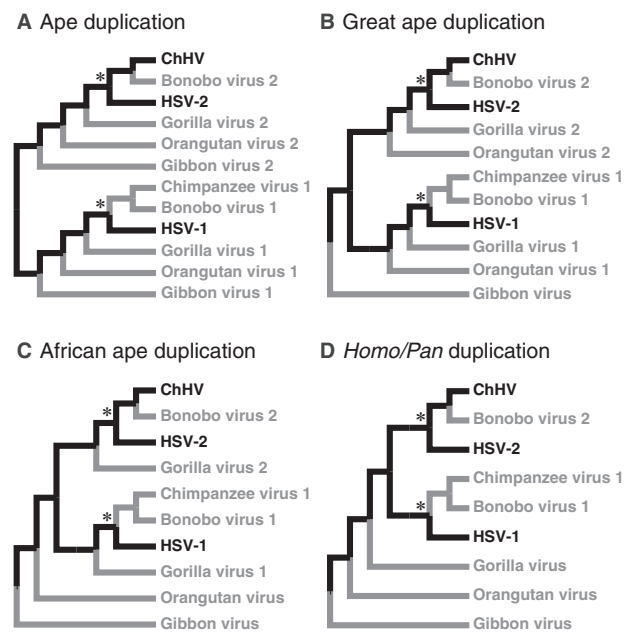 A Ape duplication
ChHV
Bonobo virus 2
*
HSV-2
Gorilla virus 2
Orangutan virus 2
Gibbon virus 2
Chimpanzee virus 1
Bonobo virus 1
*
HSV-1
Gorilla virus 1
Orangutan virus 1
Gibbon virus 1
B Great ape duplication
ChHV
Bonobo virus 2
*
HSV-2
Gorilla virus 2
Orangutan virus 2
Chimpanzee virus 1
Bonobo virus 1
*
HSV-1
Gorilla virus 1
Orangutan virus 1
Gibbon virus
C African ape duplication
ChHV
Bonobo virus 2
*
HSV-2
Gorilla virus 2
Chimpanzee virus 1
Bonobo virus 1
*
HSV-1
Gorilla virus 1
Orangutan virus
Gibbon virus
D Homo/Pan duplication
ChHV
Bonobo virus 2
*
HSV-2
Chimpanzee virus 1
Bonobo virus 1
*
HSV-1
Gorilla virus
Orangutan virus
Gibbon virus